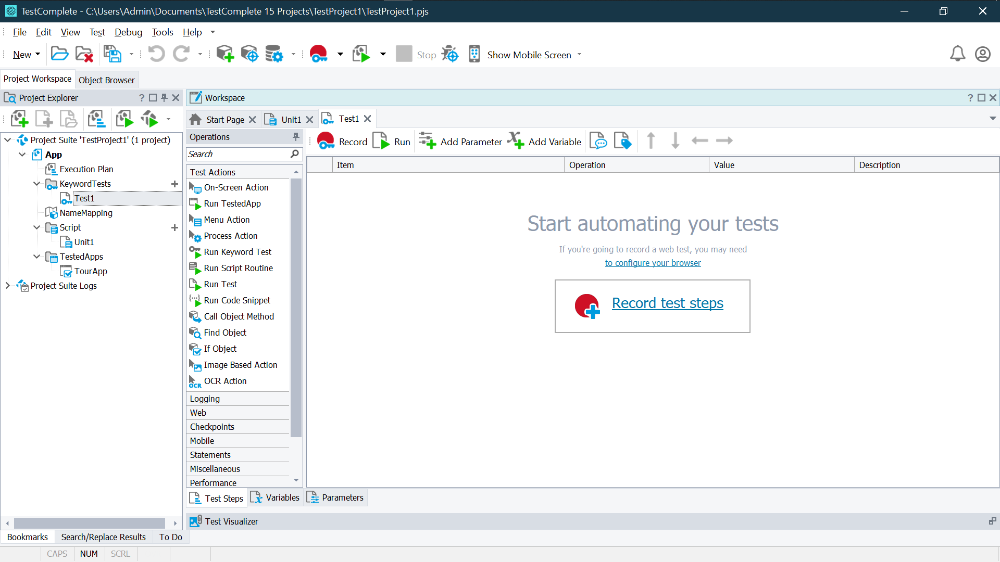 TestComplete - C:\Users\Admin\Documents\TestComplete 15 Projects\TestProject1\TestProject1.pjs
File Edit View Test Debug Tools Help
New Stop Show Mobile Screen
Project Workspace Object Browser
Project Explorer ?
Workspace ?
Start Page Unit1 Test1
Operations
Record Run Add Parameter Add Variable
Search
Item Operation Value Description
Project Suite 'TestProject1' (1 project)
App
Execution Plan
KeywordTests
Test1
NameMapping
Script
Unit1
TestedApps
TourApp
Project Suite Logs
Test Actions
On-Screen Action
Run TestedApp
Menu Action
Process Action
Run Keyword Test
Run Script Routine
Run Test
Run Code Snippet
Call Object Method
Find Object
If Object
Image Based Action
OCR OCR Action
Logging
Web
Checkpoints
Mobile
Statements
Miscellaneous
Performance
Start automating your tests
If you're going to record a web test, you may need
to configure your browser
Record test steps
Test Steps Variables Parameters
Test Visualizer
Bookmarks Search/Replace Results To Do
CAPS NUM SCRL